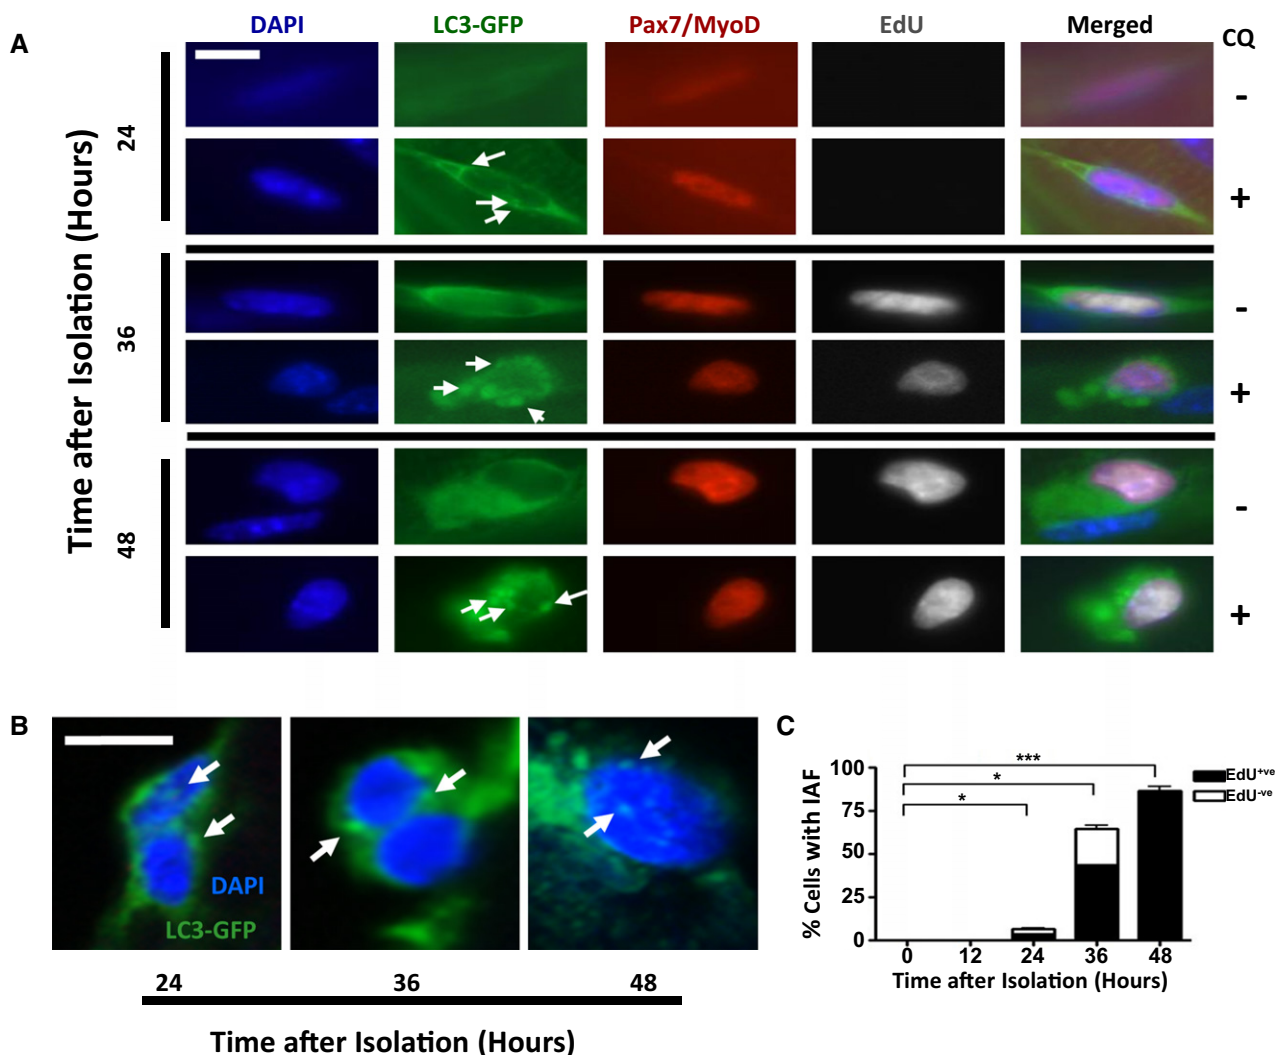 A
DAPI LC3-GFP Pax7/MyoD EdU Merged CQ
Time after Isolation (Hours)
24
-
+
36
-
+
48
-
+
B
DAPI
LC3-GFP
24 36 48
Time after Isolation (Hours)
C
% Cells with IAF
100
75
50
25
0
***
*
*
EdU+ve
EdU-ve
0 12 24 36 48
Time after Isolation (Hours)